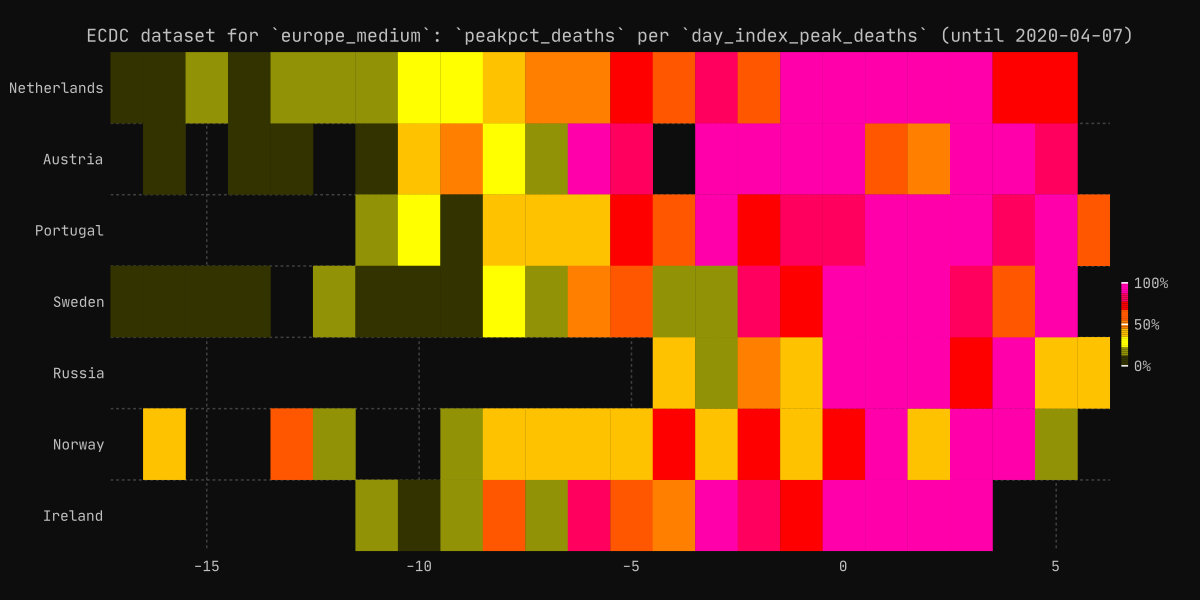 ECDC dataset for `europe_medium`: `peakpct_deaths` per `day_index_peak_deaths` (until 2020-04-07)
Netherlands
Austria
Portugal
Sweden
Russia
Norway
Ireland
100%
50%
0%
−15
−10
−5
0
5